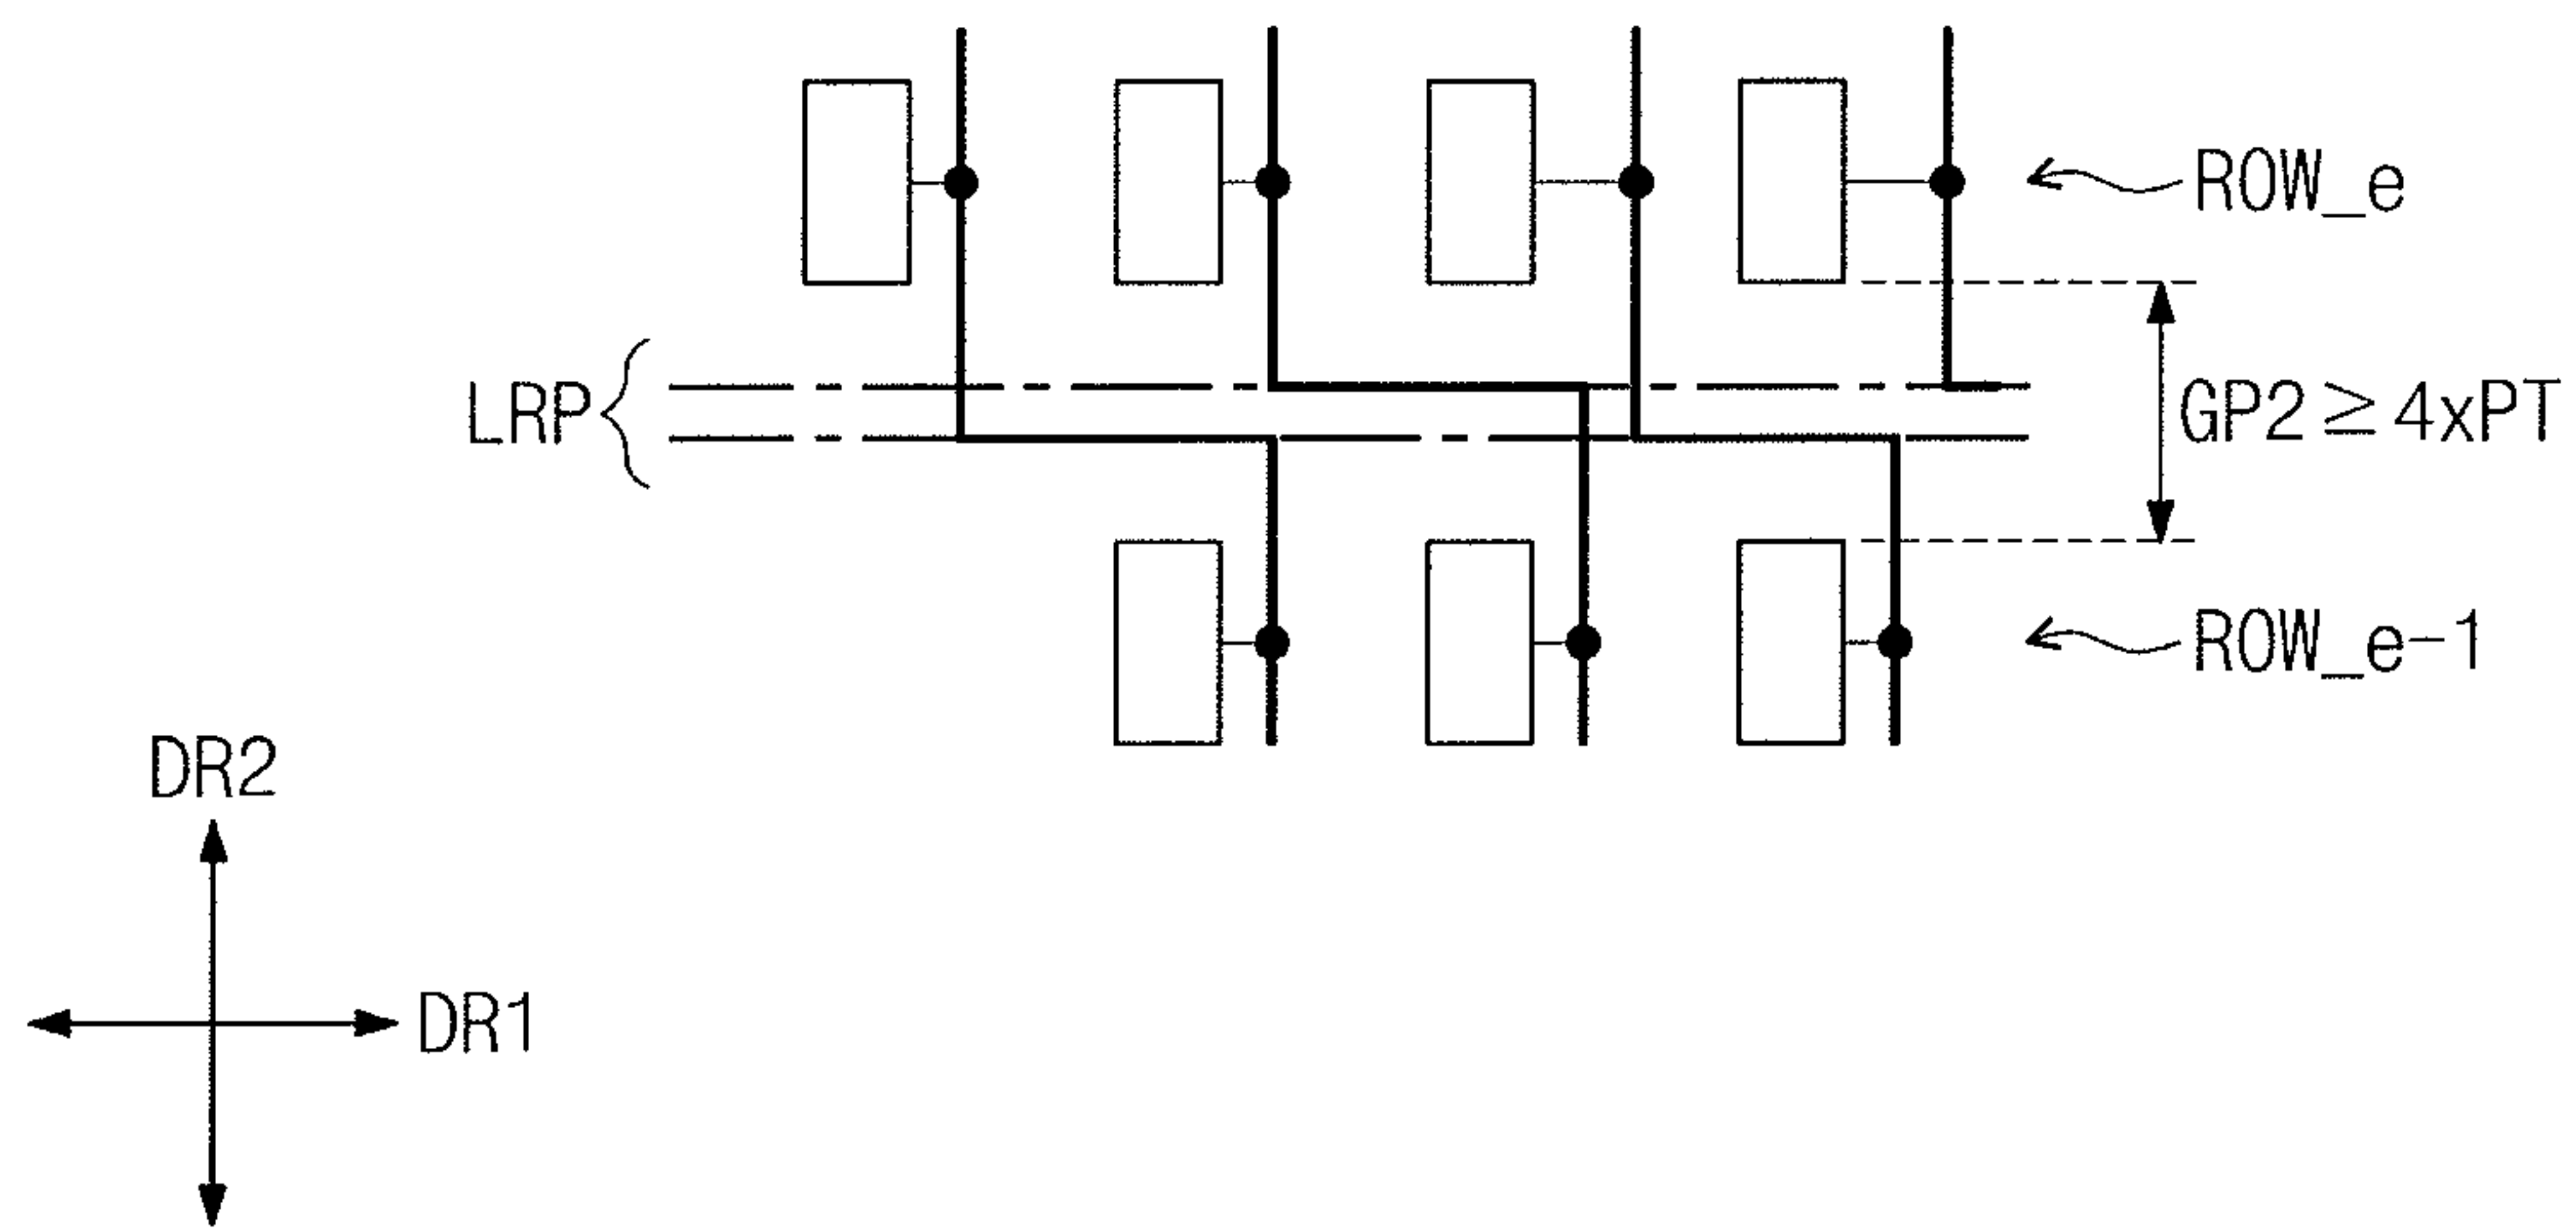 ROW_e
LRP
GP2 ≥ 4xPT
ROW_e-1
DR2
DR1